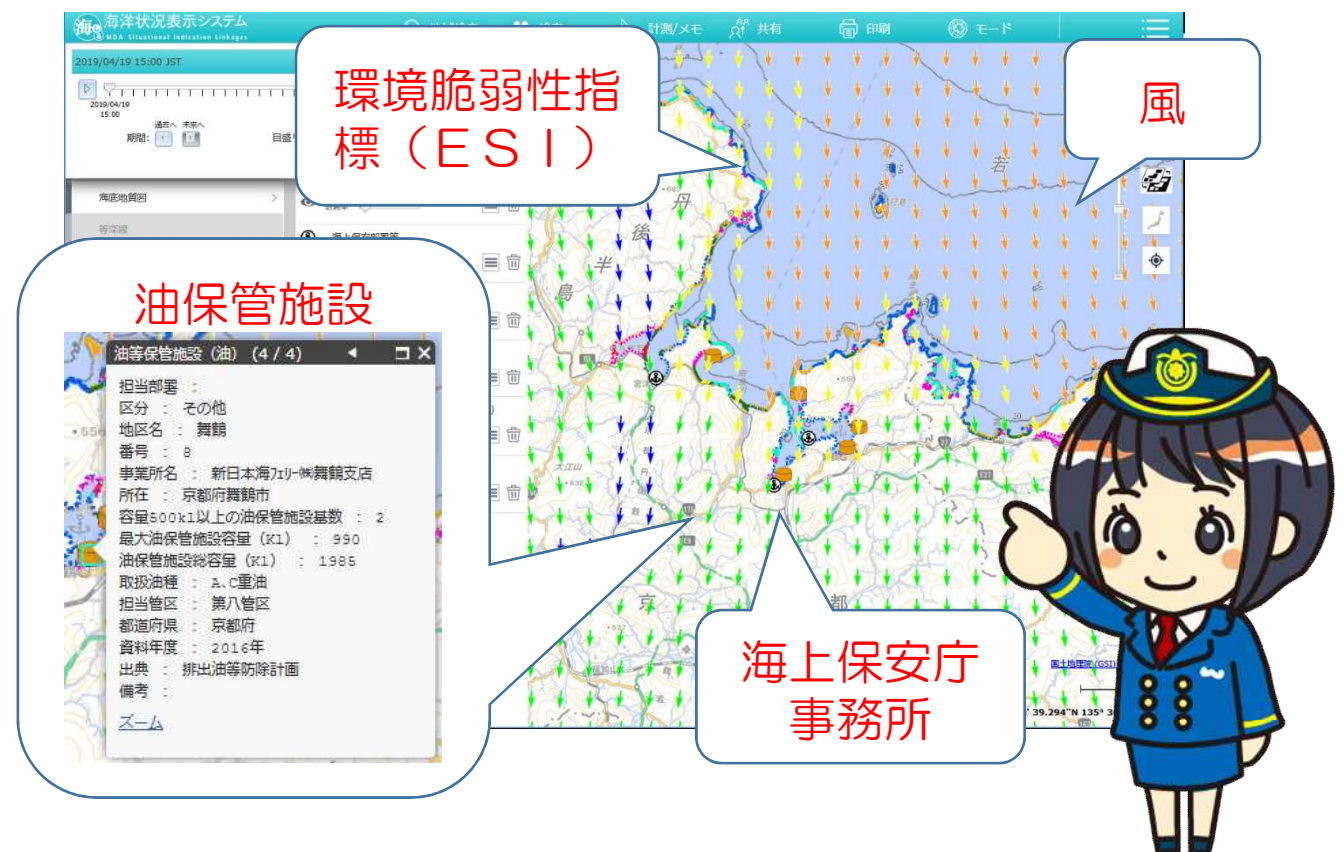 海洋状況表示システム
MDA Situational Indication Linkages
計測/メモ
共有
印刷
モード
2019/04/19 15:00 JST
2019/04/19
15:00
過去へ 未来へ
期間:
環境脆弱性指
標（ＥＳＩ）
風
海底地質図
等深線
油保管施設
油等保管施設（油） (4 / 4)
担当部署 :
区分 : その他
地区名 : 舞鶴
番号 : 8
事業所名 : 新日本海ﾌｪﾘｰ㈱舞鶴支店
所在 : 京都府舞鶴市
容量500kl以上の油保管施設基数 : 2
最大油保管施設容量（Kl） : 990
油保管施設総容量（Kl） : 1985
取扱油種 : A.C重油
担当管区 : 第八管区
都道府県 : 京都府
資料年度 : 2016年
出典 : 排出油等防除計画
備考 :
ズーム
丹
後
半
島
若
大江山
京
都
海上保安庁
事務所
国土地理院 (GSI)
39.294"N 135°